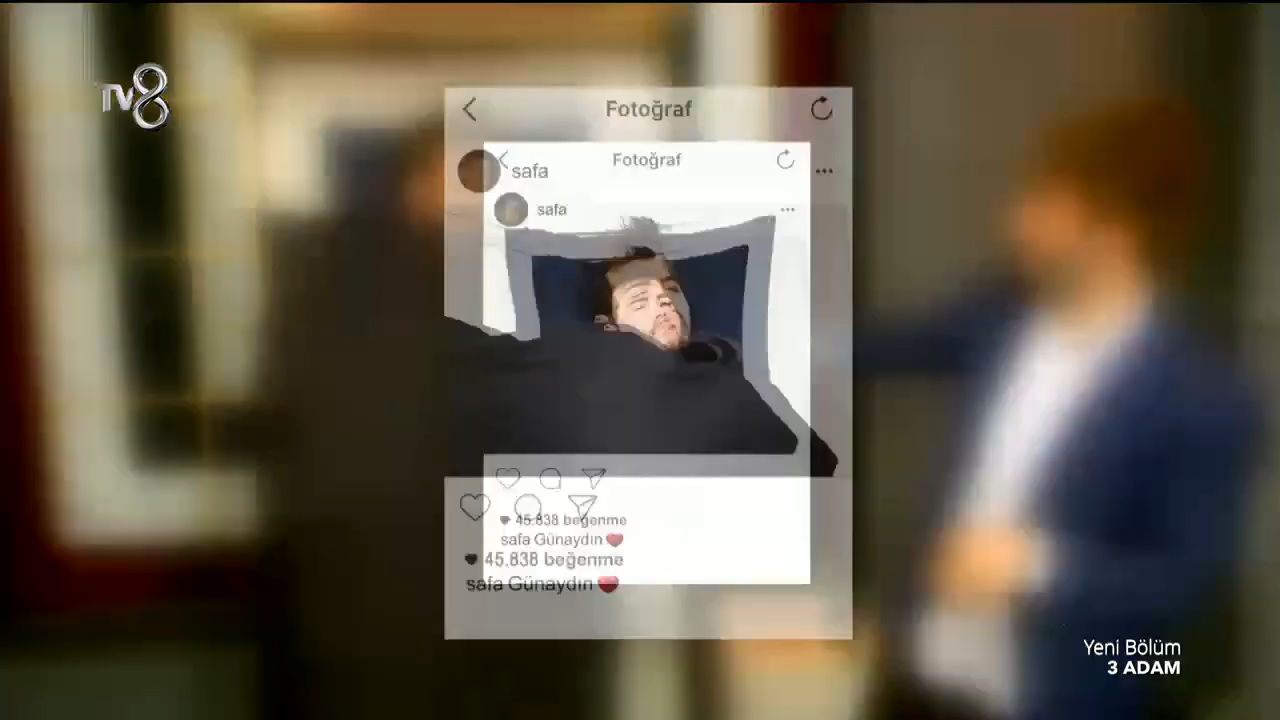 TV8
Fotoğraf
safa
Fotoğraf
safa
45.838 beğenme
safa Günaydın ❤
45.838 beğenme
safa Günaydın ❤
Yeni Bölüm
3 ADAM